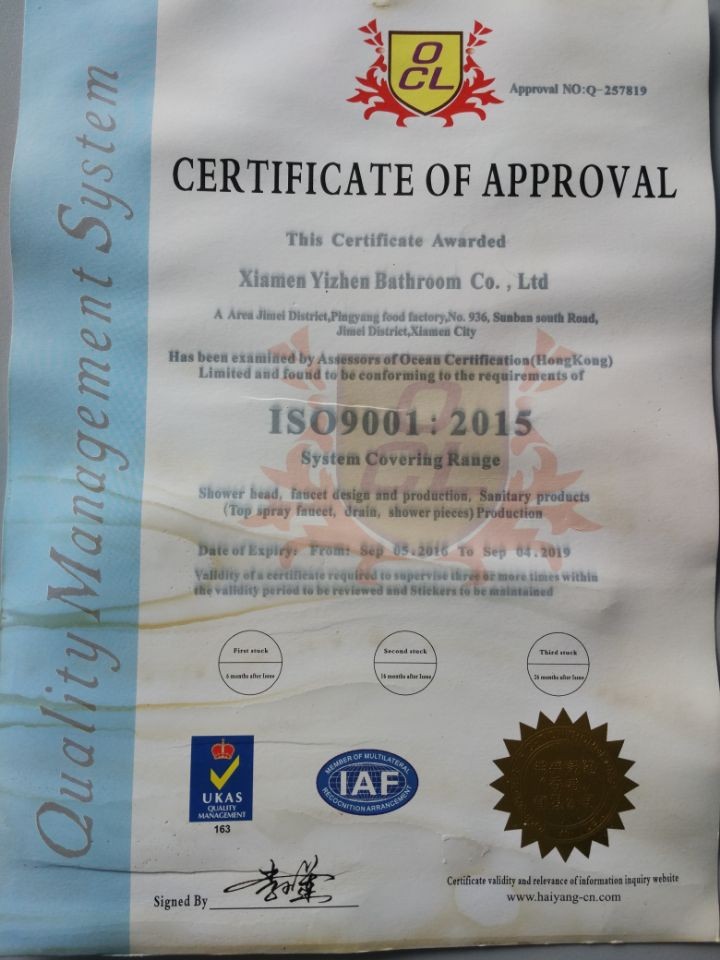 Quality Management System
O
CL
Approval NO:Q-257819
CERTIFICATE OF APPROVAL
This Certificate Awarded
Xiamen Yizhen Bathroom Co. , Ltd
A Area Jimei District,Pingyang food factory,No. 936, Sunban south Road,
Jimei District,Xiamen City
Has been examined by Assessors of Ocean Certification(HongKong)
Limited and found to be conforming to the requirements of
ISO9001: 2015
System Covering Range
Shower head, faucet design and production, Sanitary products
(Top spray faucet, drain, shower pieces) Production
Date of Expiry: From: Sep 05.2016 To Sep 04.2019
Validity of a certificate required to supervise three or more times within
the validity period to be reviewed and Stickers to be maintained
First stuck
6 months after Issue
Second stuck
16 months after Issue
Third stuck
26 months after Issue
UKAS
QUALITY
MANAGEMENT
163
MEMBER OF MULTILATERAL
IAF
RECOGNITION ARRANGEMENT
Signed By
Certificate validity and relevance of information inquiry website
www.haiyang-cn.com